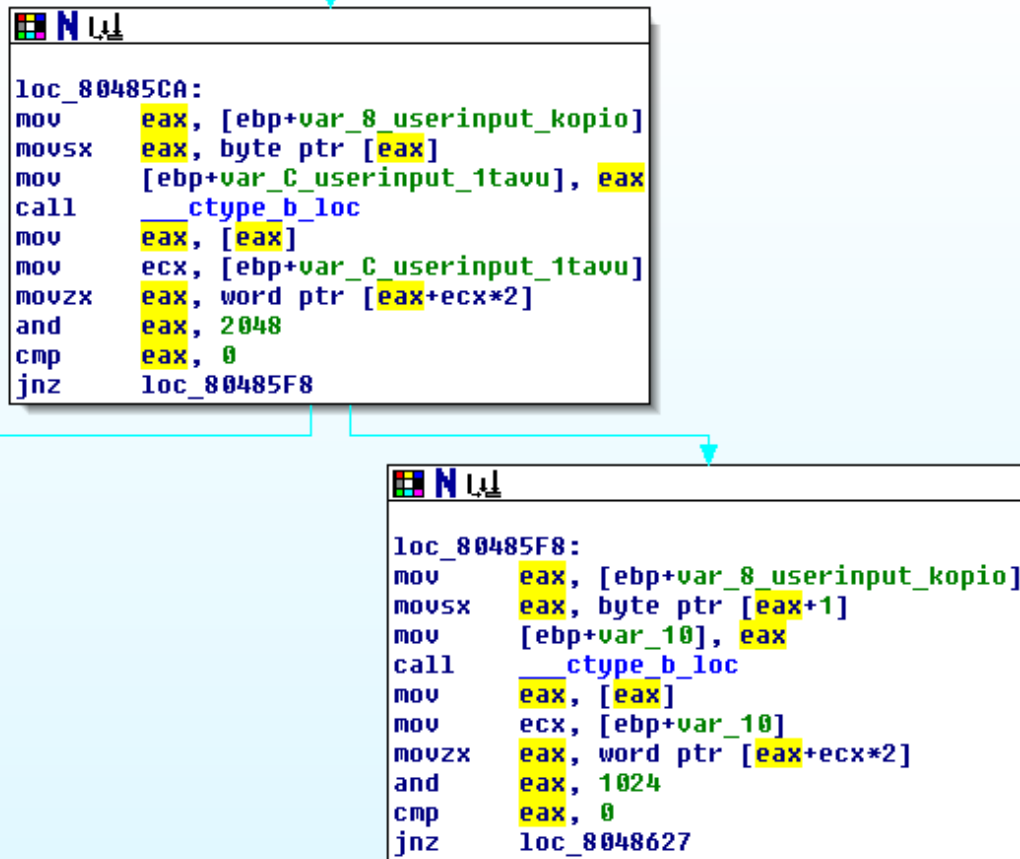 N
loc_80485CA:
mov eax, [ebp+var_8_userinput_kopio]
movsx eax, byte ptr [eax]
mov [ebp+var_C_userinput_1tavu], eax
call ___ctype_b_loc
mov eax, [eax]
mov ecx, [ebp+var_C_userinput_1tavu]
movzx eax, word ptr [eax+ecx*2]
and eax, 2048
cmp eax, 0
jnz loc_80485F8
N
loc_80485F8:
mov eax, [ebp+var_8_userinput_kopio]
movsx eax, byte ptr [eax+1]
mov [ebp+var_10], eax
call ___ctype_b_loc
mov eax, [eax]
mov ecx, [ebp+var_10]
movzx eax, word ptr [eax+ecx*2]
and eax, 1024
cmp eax, 0
jnz loc_8048627